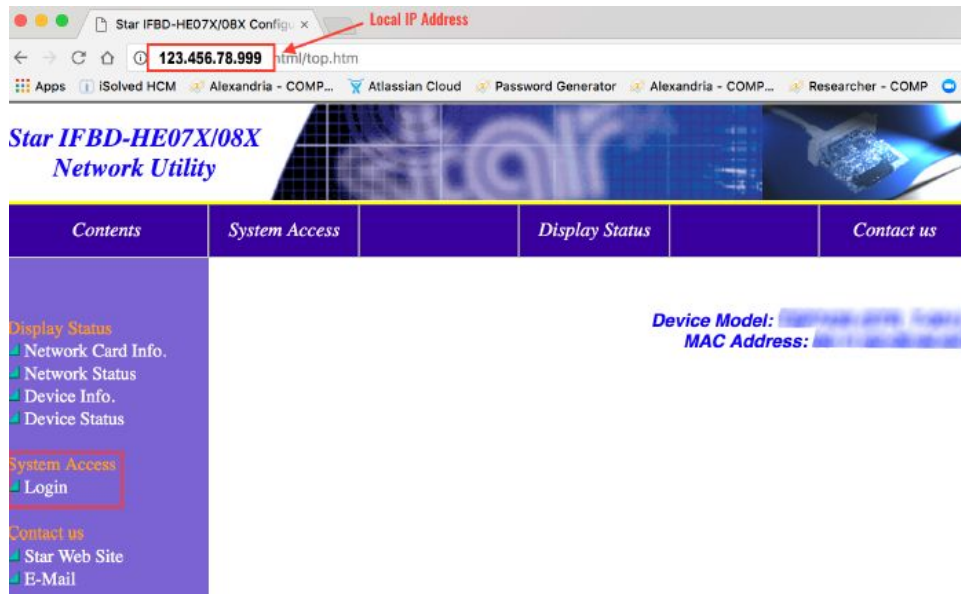 Star IFBD-HE07X/08X Config
Local IP Address
123.456.78.999 html/top.htm
Apps iSolved HCM Alexandria - COMP... Atlassian Cloud Password Generator Alexandria - COMP... Researcher - COMP
Star IFBD-HE07X/08X
Network Utility
star
Contents System Access Display Status Contact us
Device Model:
MAC Address:
Display Status
Network Card Info.
Network Status
Device Info.
Device Status
System Access
Login
Contact us
Star Web Site
E-Mail